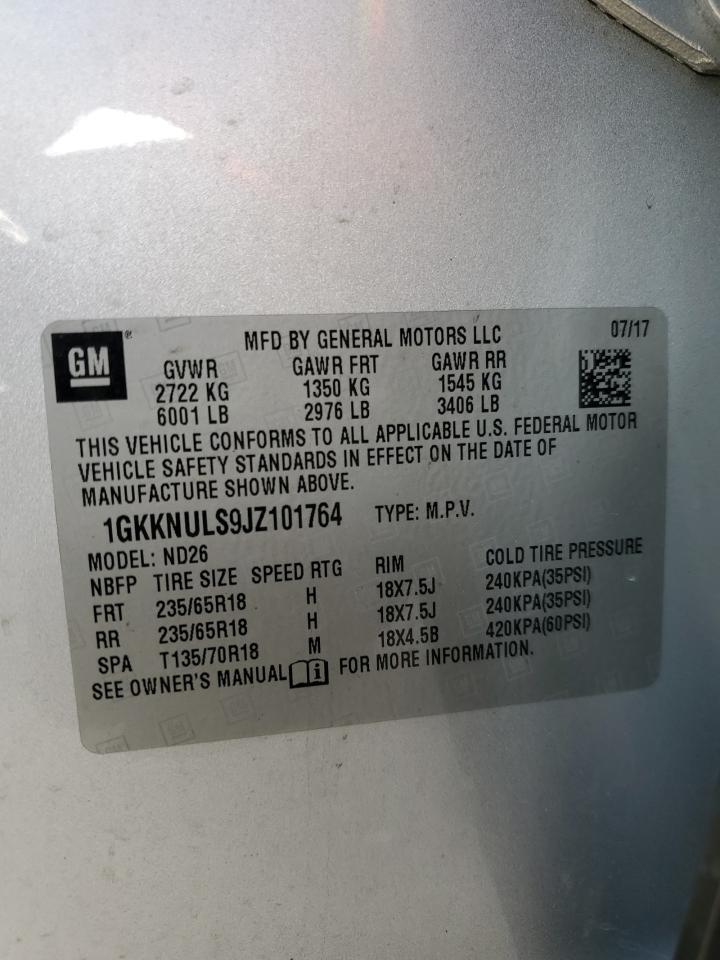 GM® MFD BY GENERAL MOTORS LLC 07/17
GVWR GAWR FRT GAWR RR
2722 KG 1350 KG 1545 KG
6001 LB 2976 LB 3406 LB
THIS VEHICLE CONFORMS TO ALL APPLICABLE U.S. FEDERAL MOTOR
VEHICLE SAFETY STANDARDS IN EFFECT ON THE DATE OF
MANUFACTURE SHOWN ABOVE.
1GKKNULS9JZ101764 TYPE: M.P.V.
MODEL: ND26
NBFP TIRE SIZE SPEED RTG RIM COLD TIRE PRESSURE
FRT 235/65R18 H 18X7.5J 240KPA(35PSI)
RR 235/65R18 H 18X7.5J 240KPA(35PSI)
SPA T135/70R18 M 18X4.5B 420KPA(60PSI)
SEE OWNER'S MANUAL i FOR MORE INFORMATION.